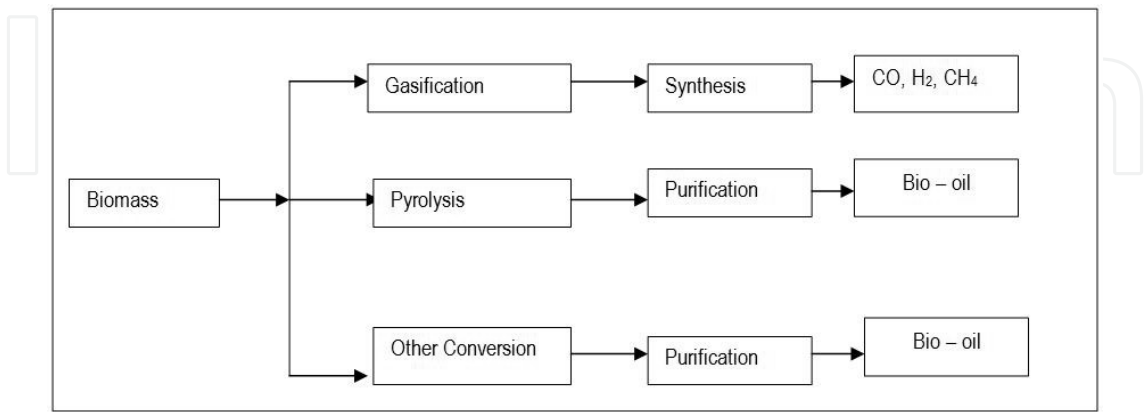 Gasification
Synthesis
CO, H₂, CH₄
Biomass
Pyrolysis
Purification
Bio – oil
Other Conversion
Purification
Bio – oil